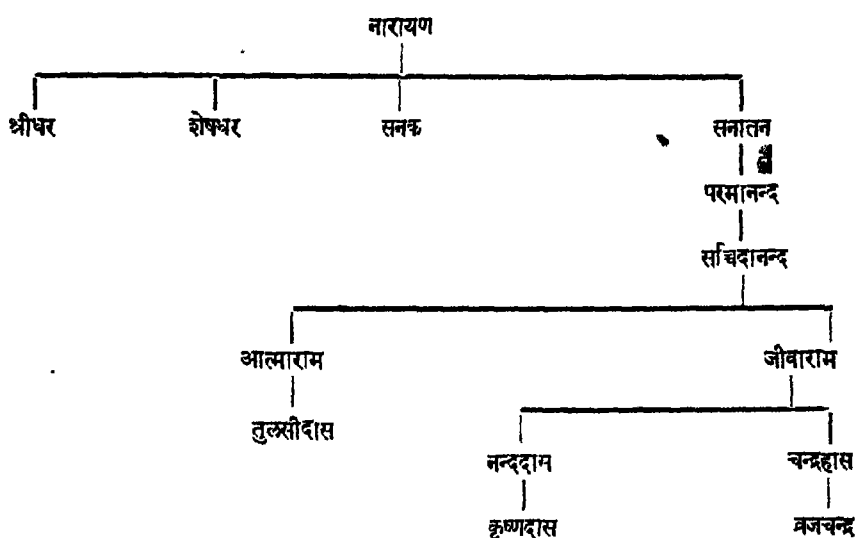 नारायण
श्रीधर शेषधर सनक सनातन
परमानन्द
सच्चिदानन्द
आत्माराम जीवाराम
तुलसीदास
नन्ददाम चन्द्रहास
कृष्णदास व्रजचन्द्र